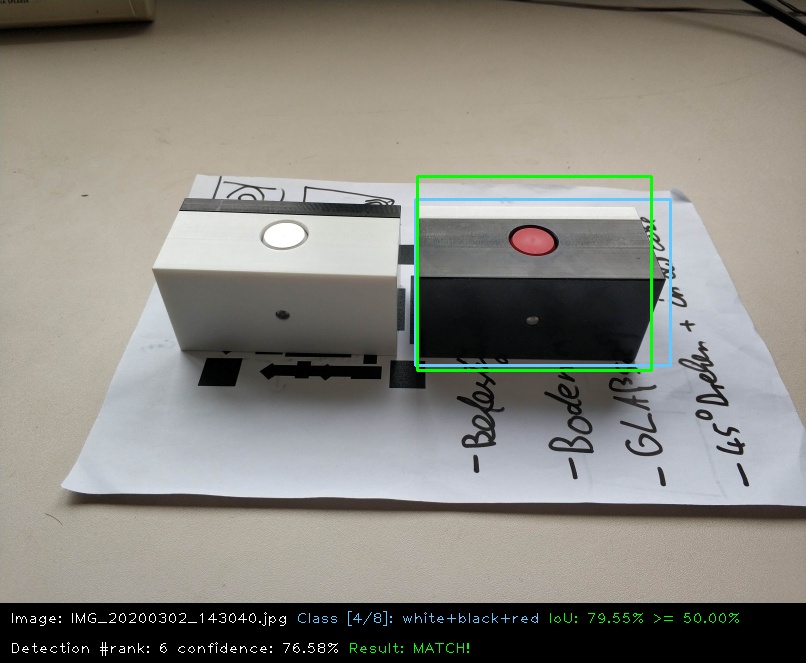 - Boden
- GLAB
- 45° Drehen +
Image: IMG_20200302_143040.jpg Class [4/8]: white+black+red IoU: 79.55% >= 50.00%
Detection #rank: 6 confidence: 76.58% Result: MATCH!